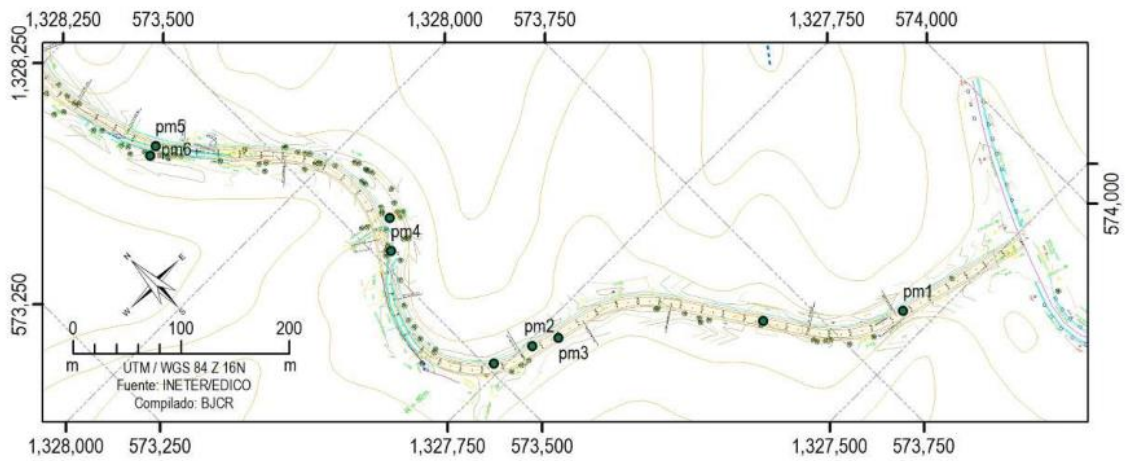 1,328,250 573,500 1,328,000 573,750 1,327,750 574,000
1,328,250
pm5
pm6
pm4
574,000
573,250
pm1
pm2
pm3
N E
W S
0 100 200
m m
UTM / WGS 84 Z 16N
Fuente: INETER/EDICO
Compilado: BJCR
1,328,000 573,250 1,327,750 573,500 1,327,500 573,750